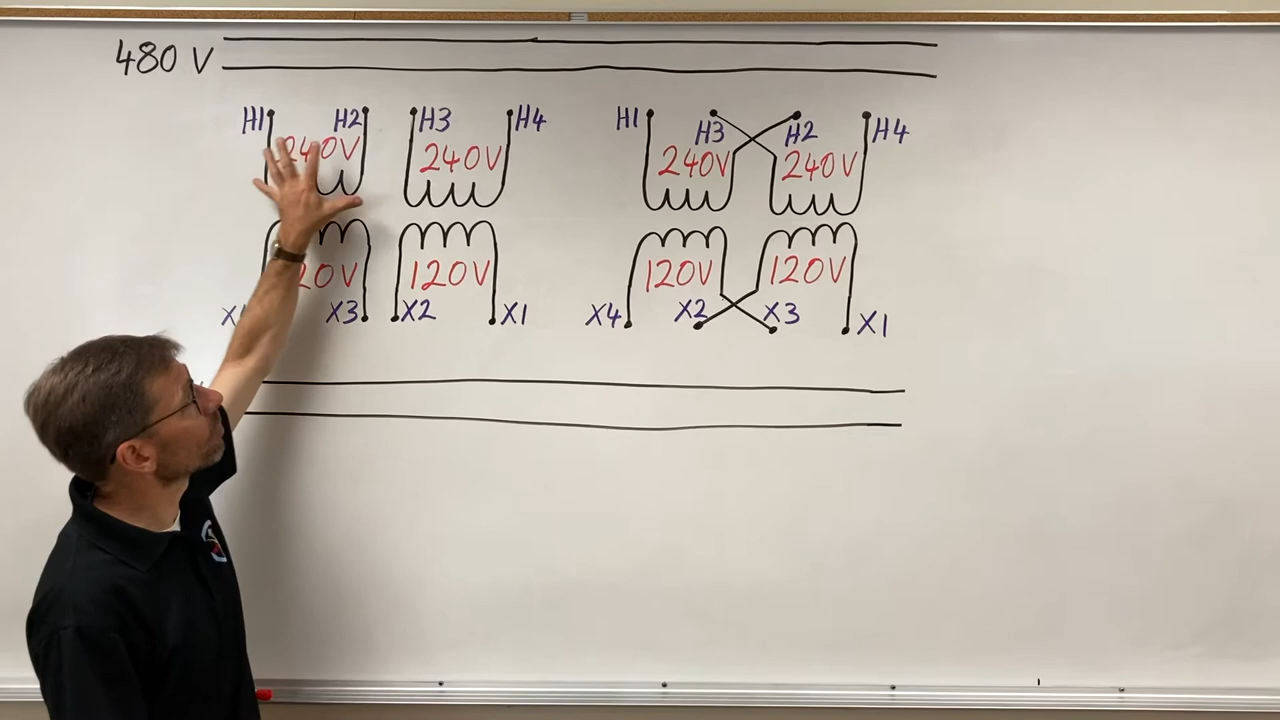 480 V
H1 H2 H3 H4 H1 H3 H2 H4
240V 240V 240V 240V
120V 120V 120V
X3 X2 X1 X4 X2 X3 X1